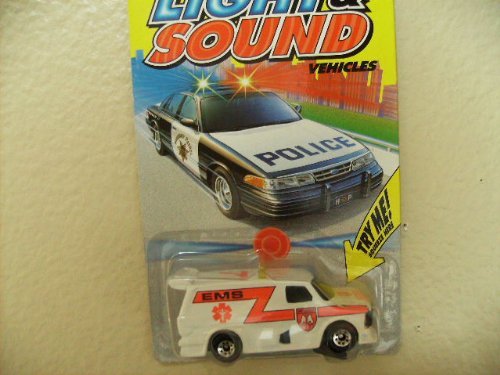 LIGHT &
SOUND
VEHICLES
POLICE
TRY ME!
EMS